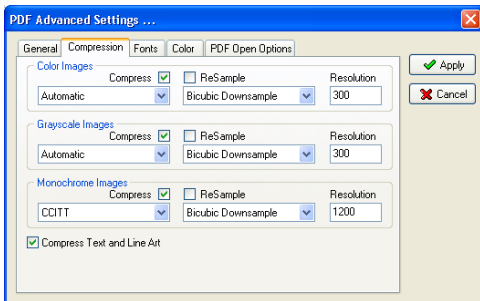 PDF Advanced Settings ...
General Compression Fonts Color PDF Open Options
Apply
Cancel
Color Images
Compress ReSample Resolution
Automatic Bicubic Downsample 300
Grayscale Images
Compress ReSample Resolution
Automatic Bicubic Downsample 300
Monochrome Images
Compress ReSample Resolution
CCITT Bicubic Downsample 1200
Compress Text and Line Art